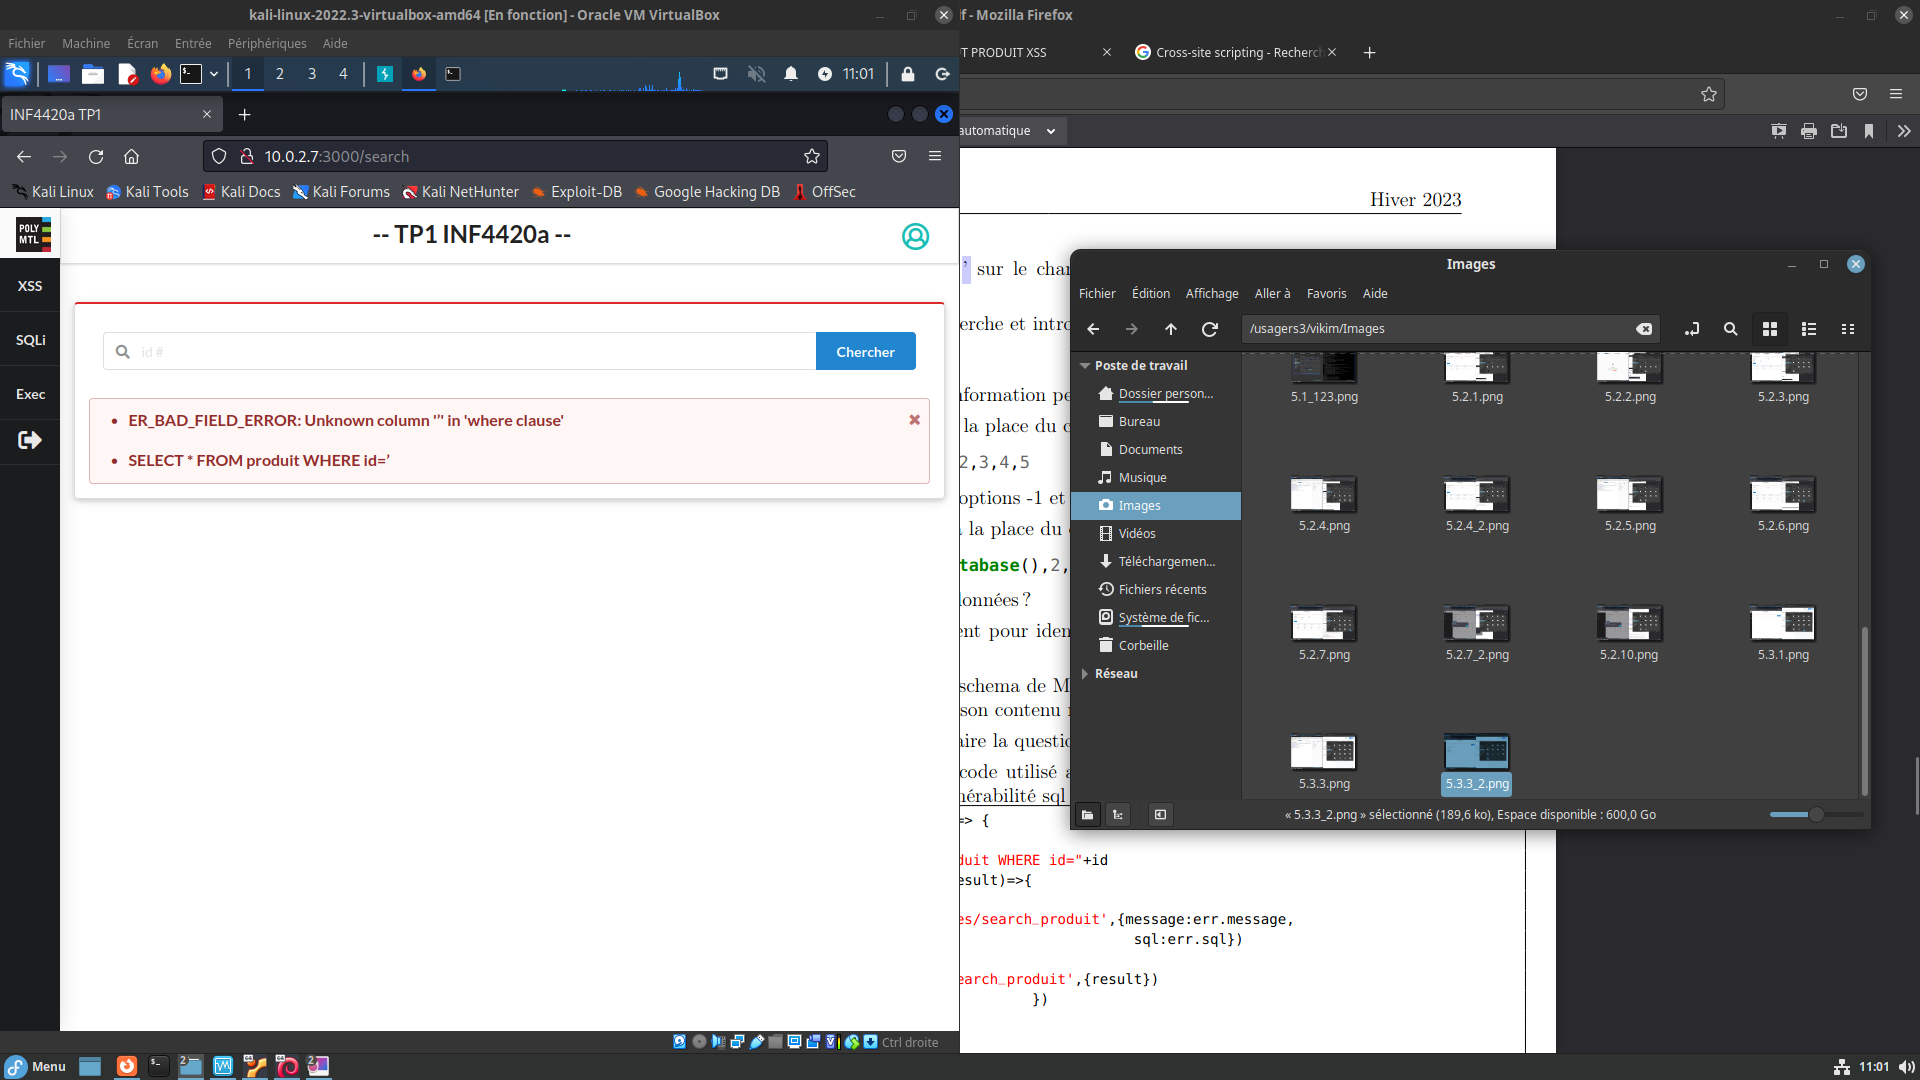 kali-linux-2022.3-virtualbox-amd64 [En fonction] - Oracle VM VirtualBox
Fichier Machine Écran Entrée Périphériques Aide
1 2 3 4 11:01
INF4420a TP1
10.0.2.7:3000/search
Kali Linux Kali Tools Kali Docs Kali Forums Kali NetHunter Exploit-DB Google Hacking DB OffSec
POLY MTL
-- TP1 INF4420a --
XSS
SQLi
Exec
id #
Chercher
ER_BAD_FIELD_ERROR: Unknown column '’' in 'where clause'
SELECT * FROM produit WHERE id=’
Ctrl droite
lf - Mozilla Firefox
T PRODUIT XSS
Cross-site scripting - Recherch
automatique
Hiver 2023
’ sur le cha
erche et intro
nformation pe
la place du c
2,3,4,5
options -1 et
à la place du
tabase(),2,
données ?
ent pour iden
schema de M
son contenu
aire la questio
code utilisé a
nérabilité sql
=> {
duit WHERE id="+id
esult)=>{
es/search_produit',{message:err.message,
sql:err.sql})
earch_produit',{result})
})
Images
Fichier Édition Affichage Aller à Favoris Aide
/usagers3/vikim/Images
Poste de travail
Dossier person...
Bureau
Documents
Musique
Images
Vidéos
Téléchargemen...
Fichiers récents
Système de fic...
Corbeille
Réseau
5.1_123.png 5.2.1.png 5.2.2.png 5.2.3.png
5.2.4.png 5.2.4_2.png 5.2.5.png 5.2.6.png
5.2.7.png 5.2.7_2.png 5.2.10.png 5.3.1.png
5.3.3.png 5.3.3_2.png
« 5.3.3_2.png » sélectionné (189,6 ko), Espace disponible : 600,0 Go
Menu
2
2
11:01